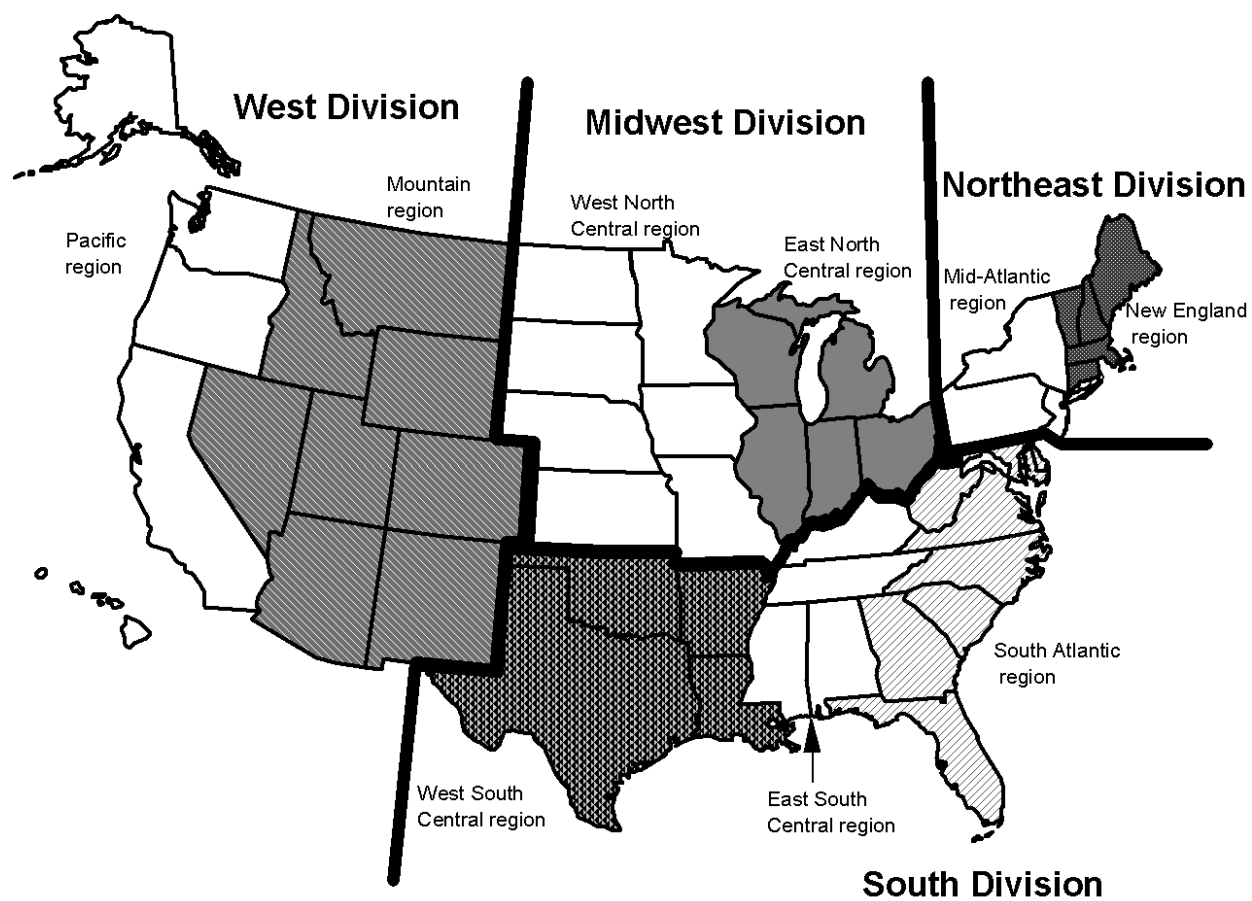 West Division
Midwest Division
Northeast Division
Mountain
region
West North
Central region
Pacific
region
East North
Central region
Mid-Atlantic
region
New England
region
South Atlantic
region
West South
Central region
East South
Central region
South Division